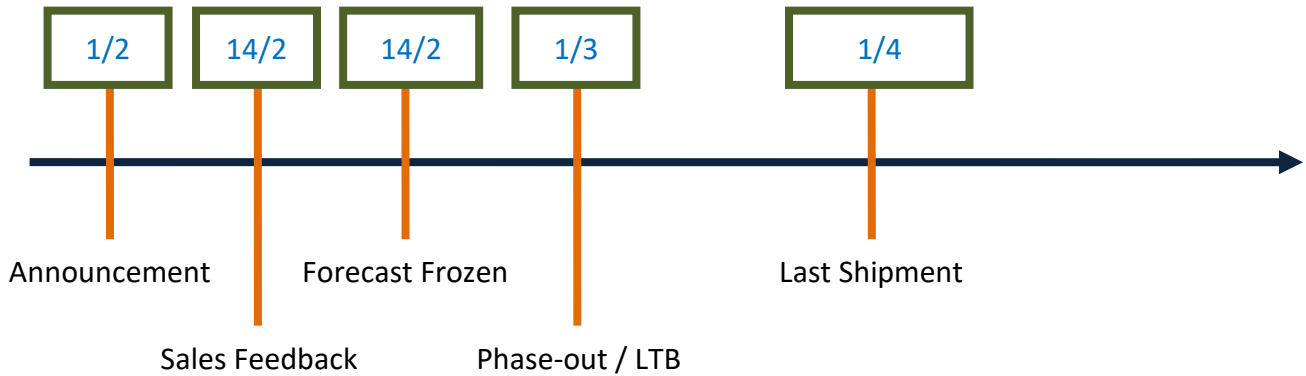 1/2
14/2
14/2
1/3
1/4
Announcement
Forecast Frozen
Last Shipment
Sales Feedback
Phase-out / LTB